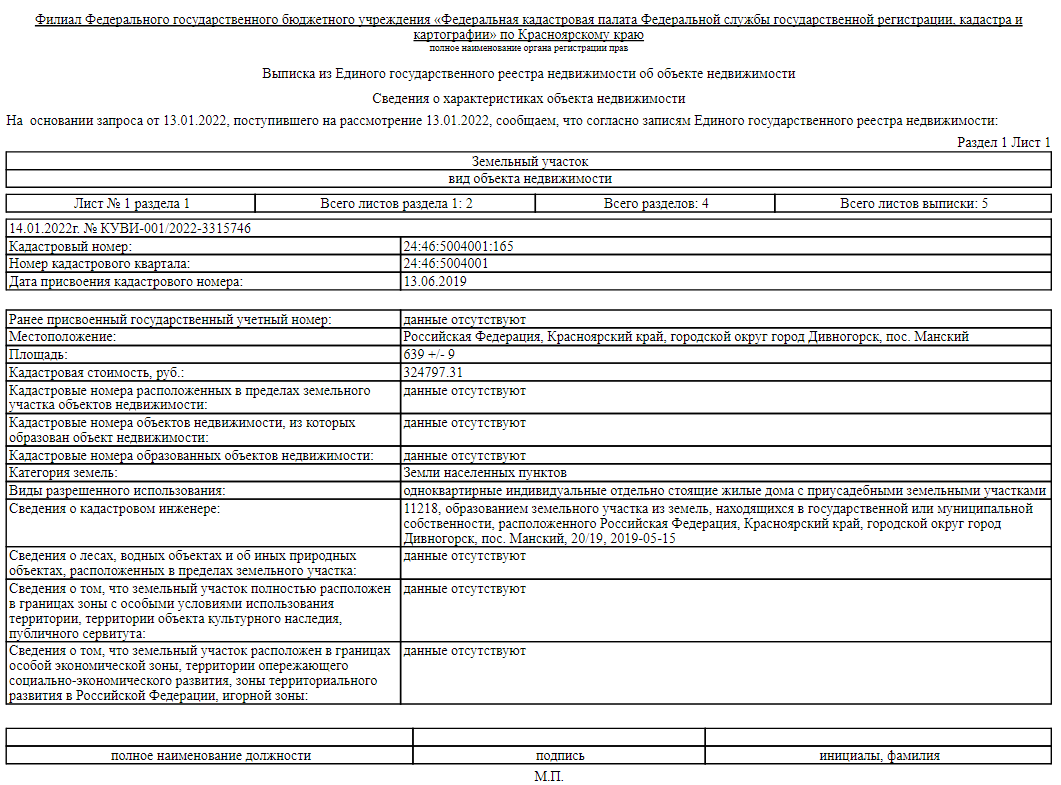 Филиал Федерального государственного бюджетного учреждения «Федеральная кадастровая палата Федеральной службы государственной регистрации, кадастра и
картографии» по Красноярскому краю
полное наименование органа регистрации прав
Выписка из Единого государственного реестра недвижимости об объекте недвижимости
Сведения о характеристиках объекта недвижимости
На основании запроса от 13.01.2022, поступившего на рассмотрение 13.01.2022, сообщаем, что согласно записям Единого государственного реестра недвижимости:
Раздел 1 Лист 1
Земельный участок
вид объекта недвижимости
Лист № 1 раздела 1 Всего листов раздела 1: 2 Всего разделов: 4 Всего листов выписки: 5
14.01.2022г. № КУВИ-001/2022-3315746
Кадастровый номер: 24:46:5004001:165
Номер кадастрового квартала: 24:46:5004001
Дата присвоения кадастрового номера: 13.06.2019
Ранее присвоенный государственный учетный номер: данные отсутствуют
Местоположение: Российская Федерация, Красноярский край, городской округ город Дивногорск, пос. Манский
Площадь: 639 +/- 9
Кадастровая стоимость, руб.: 324797.31
Кадастровые номера расположенных в пределах земельного данные отсутствуют
участка объектов недвижимости:
Кадастровые номера объектов недвижимости, из которых данные отсутствуют
образован объект недвижимости:
Кадастровые номера образованных объектов недвижимости: данные отсутствуют
Категория земель: Земли населенных пунктов
Виды разрешенного использования: одноквартирные индивидуальные отдельно стоящие жилые дома с приусадебными земельными участками
Сведения о кадастровом инженере: 11218, образованием земельного участка из земель, находящихся в государственной или муниципальной
собственности, расположенного Российская Федерация, Красноярский край, городской округ город
Дивногорск, пос. Манский, 20/19, 2019-05-15
Сведения о лесах, водных объектах и об иных природных данные отсутствуют
объектах, расположенных в пределах земельного участка:
Сведения о том, что земельный участок полностью расположен данные отсутствуют
в границах зоны с особыми условиями использования
территории, территории объекта культурного наследия,
публичного сервитута:
Сведения о том, что земельный участок расположен в границах данные отсутствуют
особой экономической зоны, территории опережающего
социально-экономического развития, зоны территориального
развития в Российской Федерации, игорной зоны:
полное наименование должности подпись инициалы, фамилия
М.П.